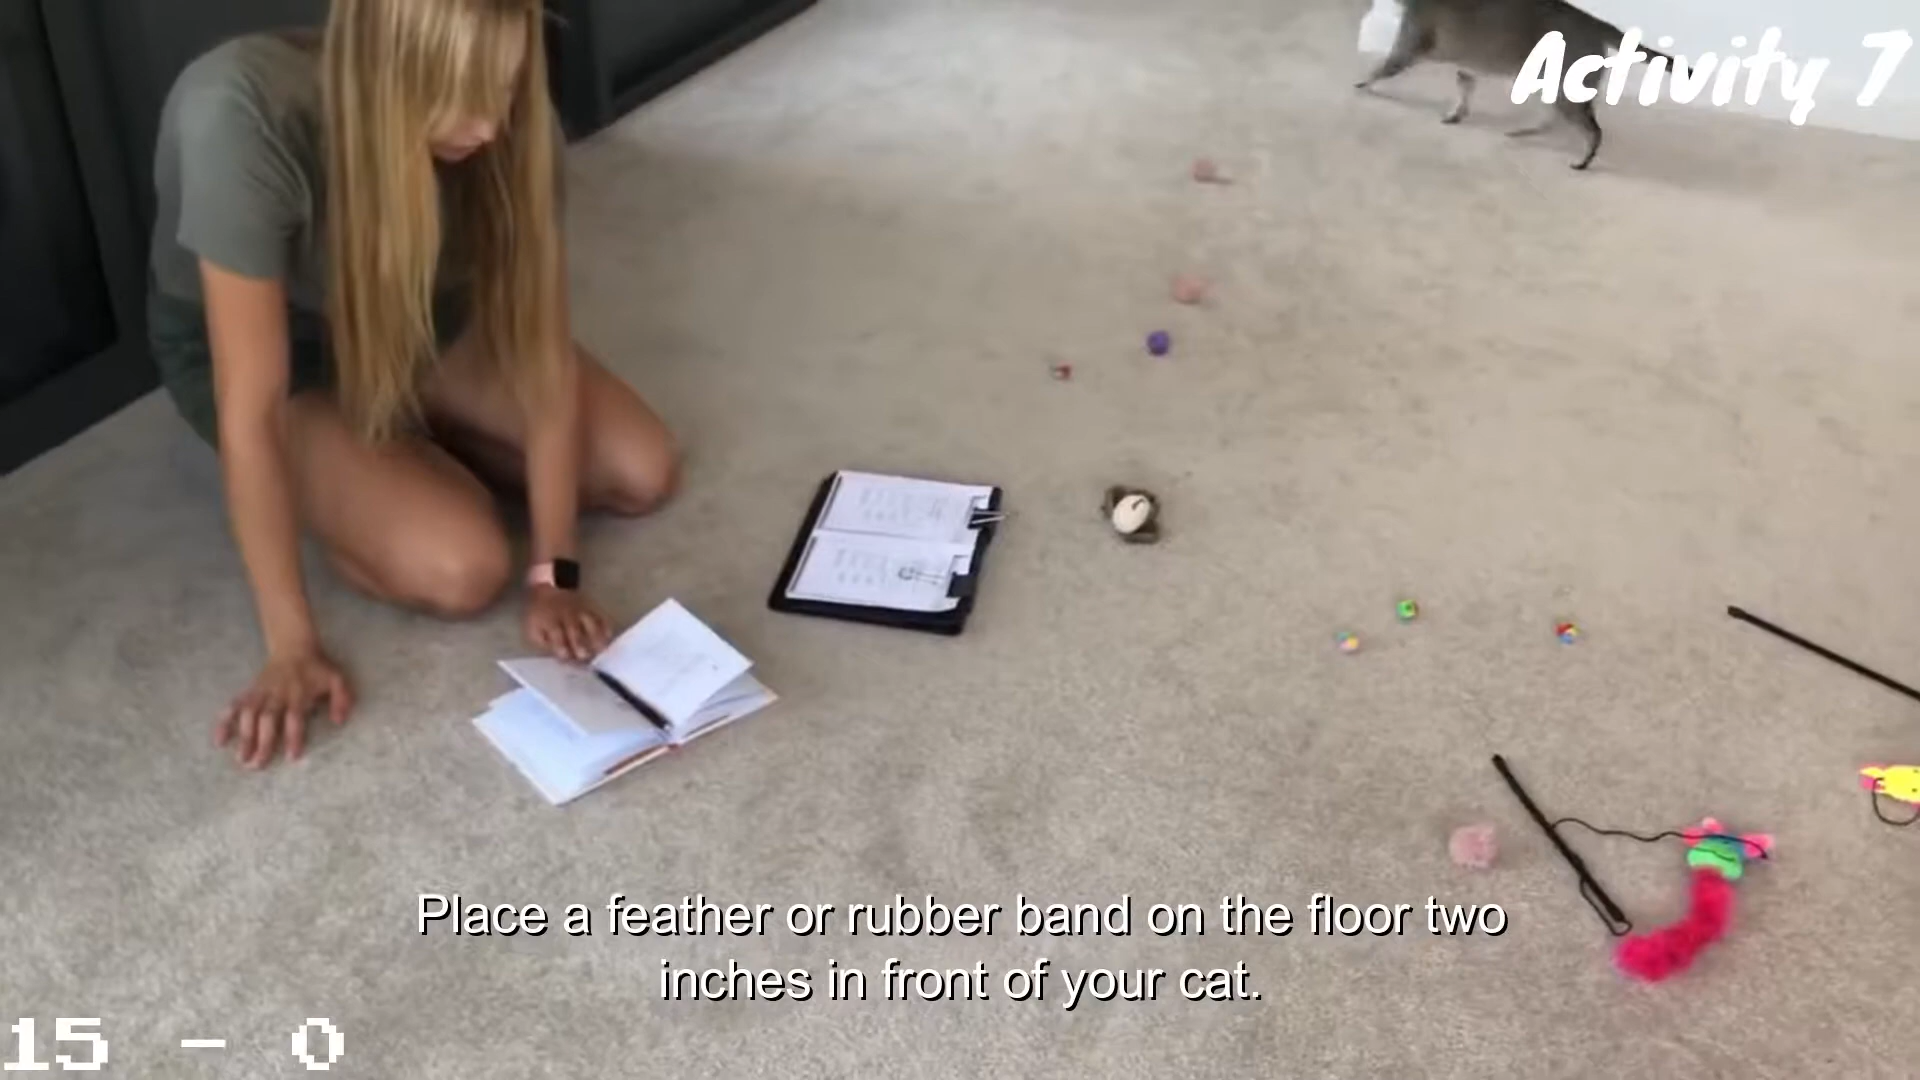 Activity 7
Place a feather or rubber band on the floor two
inches in front of your cat.
15 - 0